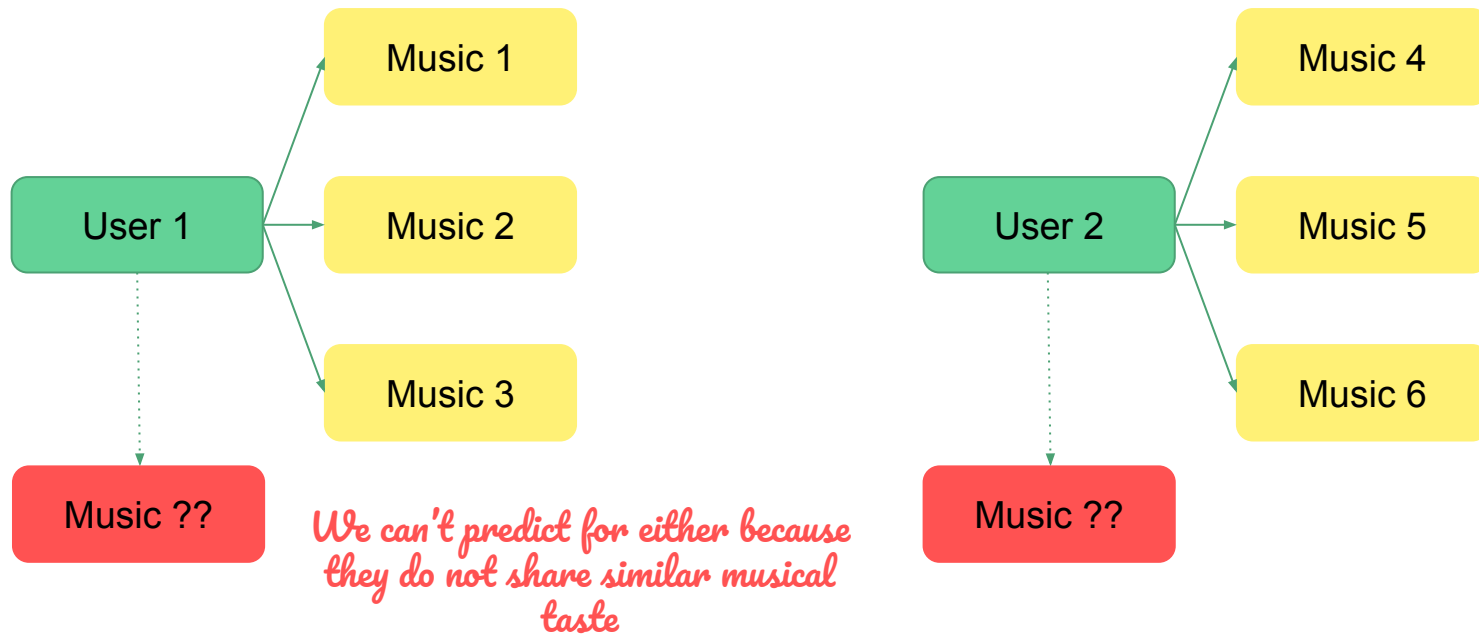 Music 1
Music 4
User 1
Music 2
User 2
Music 5
Music 3
Music 6
Music ??
We can't predict for either because
they do not share similar musical
taste
Music ??